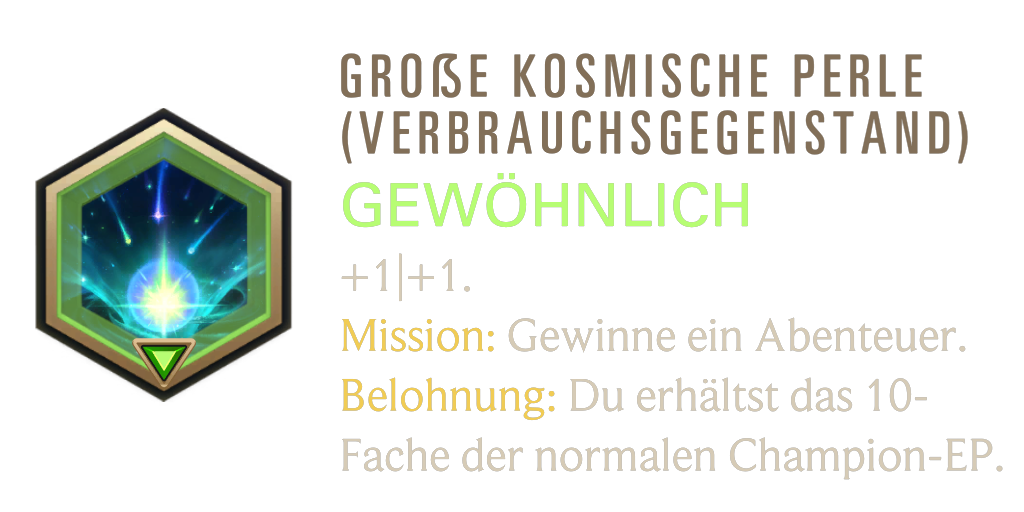 GROẞE KOSMISCHE PERLE
(VERBRAUCHSGEGENSTAND)
GEWÖHNLICH
+1|+1.
Mission: Gewinne ein Abenteuer.
Belohnung: Du erhältst das 10-
Fache der normalen Champion-EP.